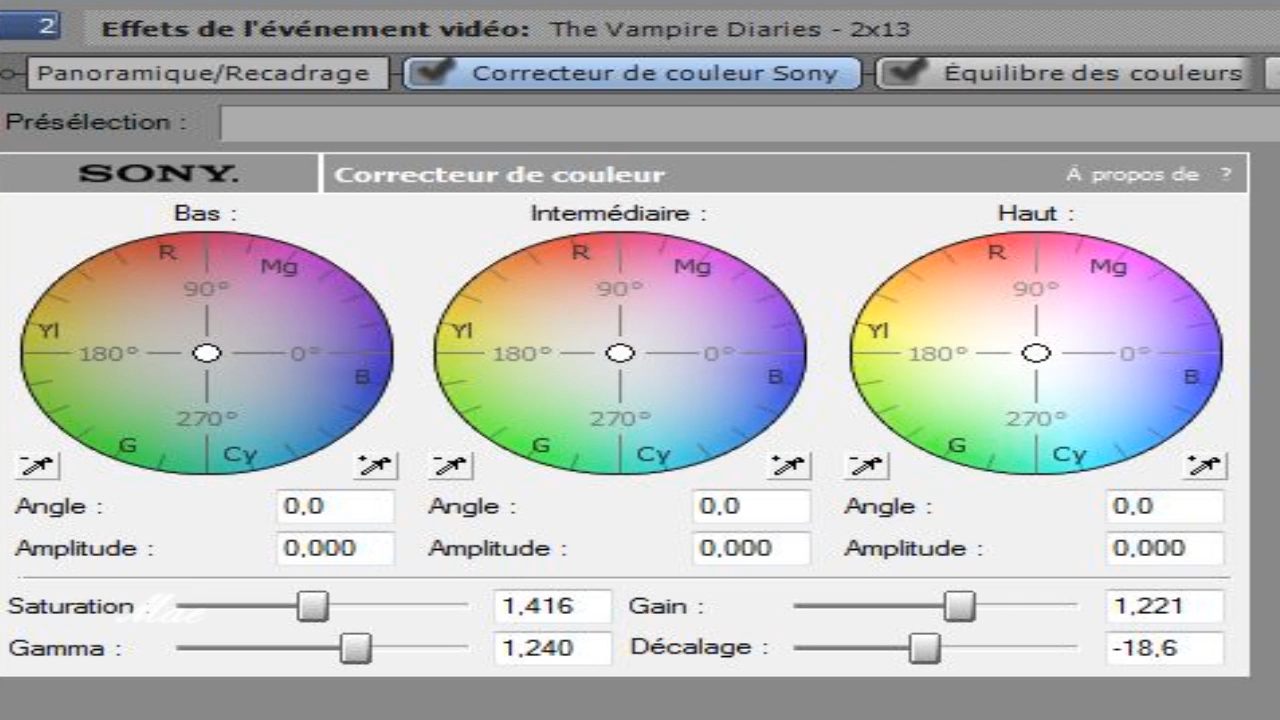 2 Effets de l'événement vidéo: The Vampire Diaries - 2x13
Panoramique/Recadrage Correcteur de couleur Sony Équilibre des couleurs
Présélection :
SONY. Correcteur de couleur À propos de ?
Bas : Intermédiaire : Haut :
R Mg R Mg R Mg
90° 90° 90°
Yl Yl Yl
180° 0° 180° 0° 180° 0°
B B B
270° 270° 270°
G Cy G Cy G Cy
Angle : 0,0 Angle : 0,0 Angle : 0,0
Amplitude : 0,000 Amplitude : 0,000 Amplitude : 0,000
Saturation : 1,416 Gain : 1,221
Gamma : 1,240 Décalage : -18,6